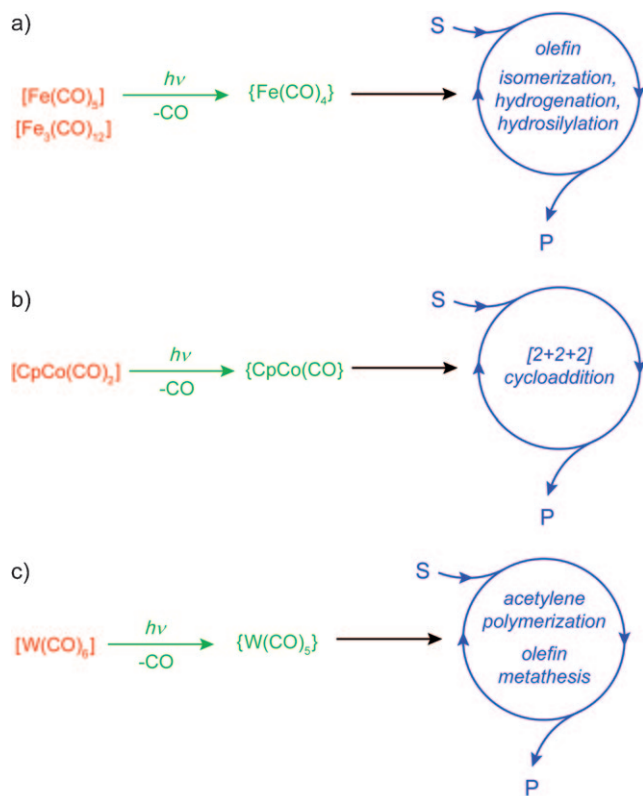 a)
[Fe(CO)₅]
[Fe₃(CO)₁₂]
hν
-CO
{Fe(CO)₄}
S
olefin
isomerization,
hydrogenation,
hydrosilylation
P
b)
[CpCo(CO)₂]
hν
-CO
{CpCo(CO}
S
[2+2+2]
cycloaddition
P
c)
[W(CO)₆]
hν
-CO
{W(CO)₅}
S
acetylene
polymerization
olefin
metathesis
P